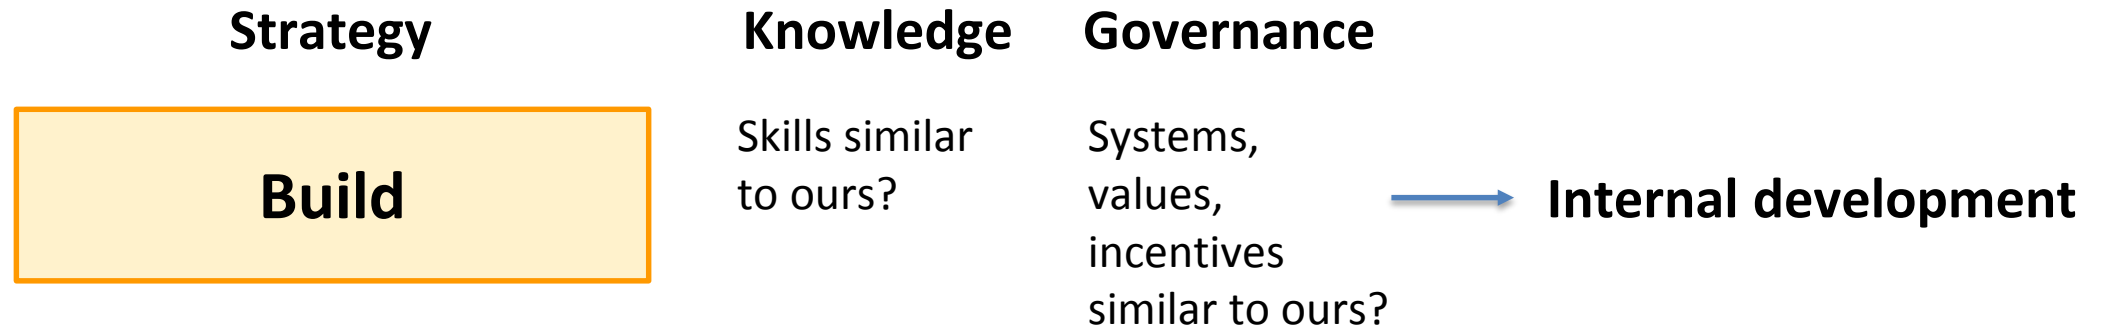 Strategy
Knowledge
Governance
Build
Skills similar
to ours?
Systems,
values,
incentives
similar to ours?
Internal development